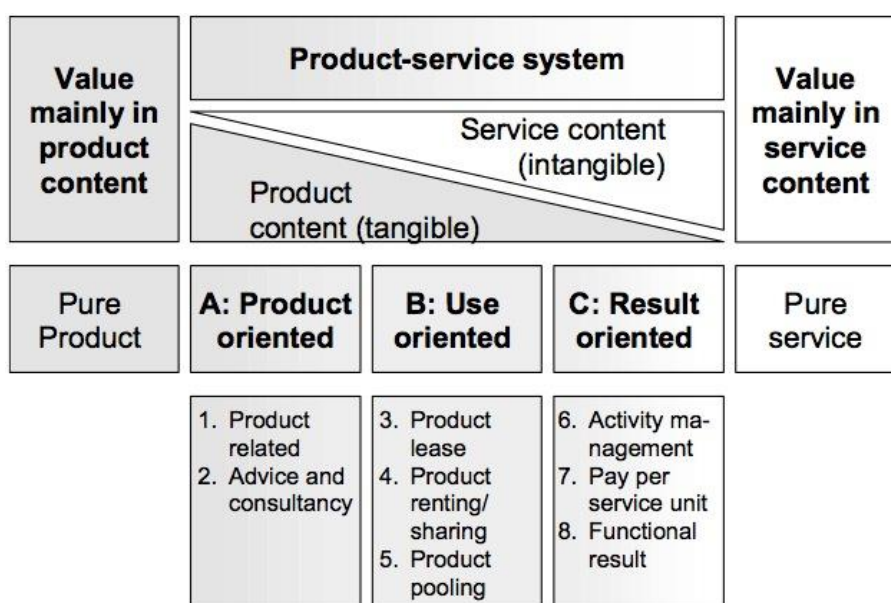 Value
mainly in
product
content
Product-service system
Service content
(intangible)
Product
content (tangible)
Value
mainly in
service
content
Pure
Product
A: Product
oriented
B: Use
oriented
C: Result
oriented
Pure
service
1. Product
related
2. Advice and
consultancy
3. Product
lease
4. Product
renting/
sharing
5. Product
pooling
6. Activity ma-
nagement
7. Pay per
service unit
8. Functional
result